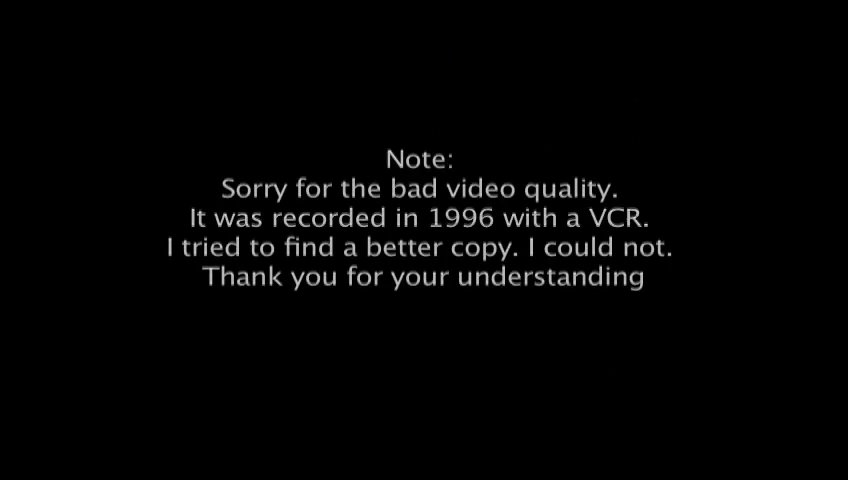 Note:
Sorry for the bad video quality.
It was recorded in 1996 with a VCR.
I tried to find a better copy. I could not.
Thank you for your understanding